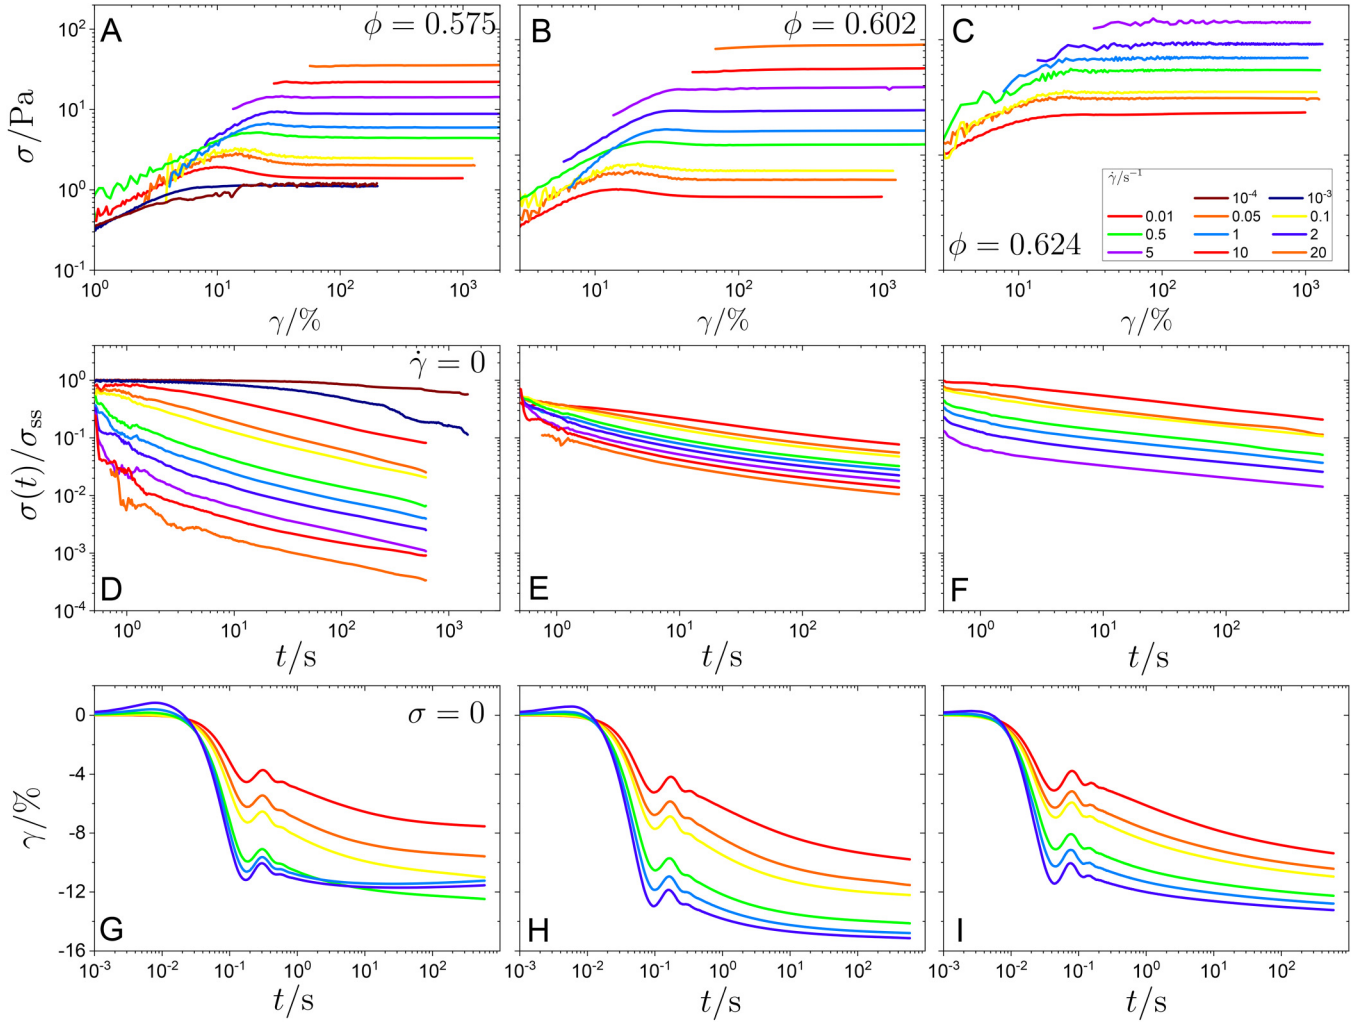 A
ϕ = 0.575
B
ϕ = 0.602
C
σ/Pa
10²
10¹
10⁰
10⁻¹
γ̇/s⁻¹
10⁻⁴ 10⁻³
0.01 0.05 0.1
0.5 1 2
5 10 20
ϕ = 0.624
10⁰ 10¹ 10² 10³
10¹ 10² 10³
10¹ 10² 10³
γ/%
γ/%
γ/%
γ̇ = 0
σ(t)/σss
10⁰
10⁻¹
10⁻²
10⁻³
10⁻⁴
D
E
F
10⁰ 10¹ 10² 10³
10⁰ 10¹ 10²
10⁰ 10¹ 10²
t/s
t/s
t/s
σ = 0
γ/%
0
-4
-8
-12
-16
G
H
I
10⁻³ 10⁻² 10⁻¹ 10⁰ 10¹ 10²
10⁻³ 10⁻² 10⁻¹ 10⁰ 10¹ 10²
10⁻³ 10⁻² 10⁻¹ 10⁰ 10¹ 10²
t/s
t/s
t/s